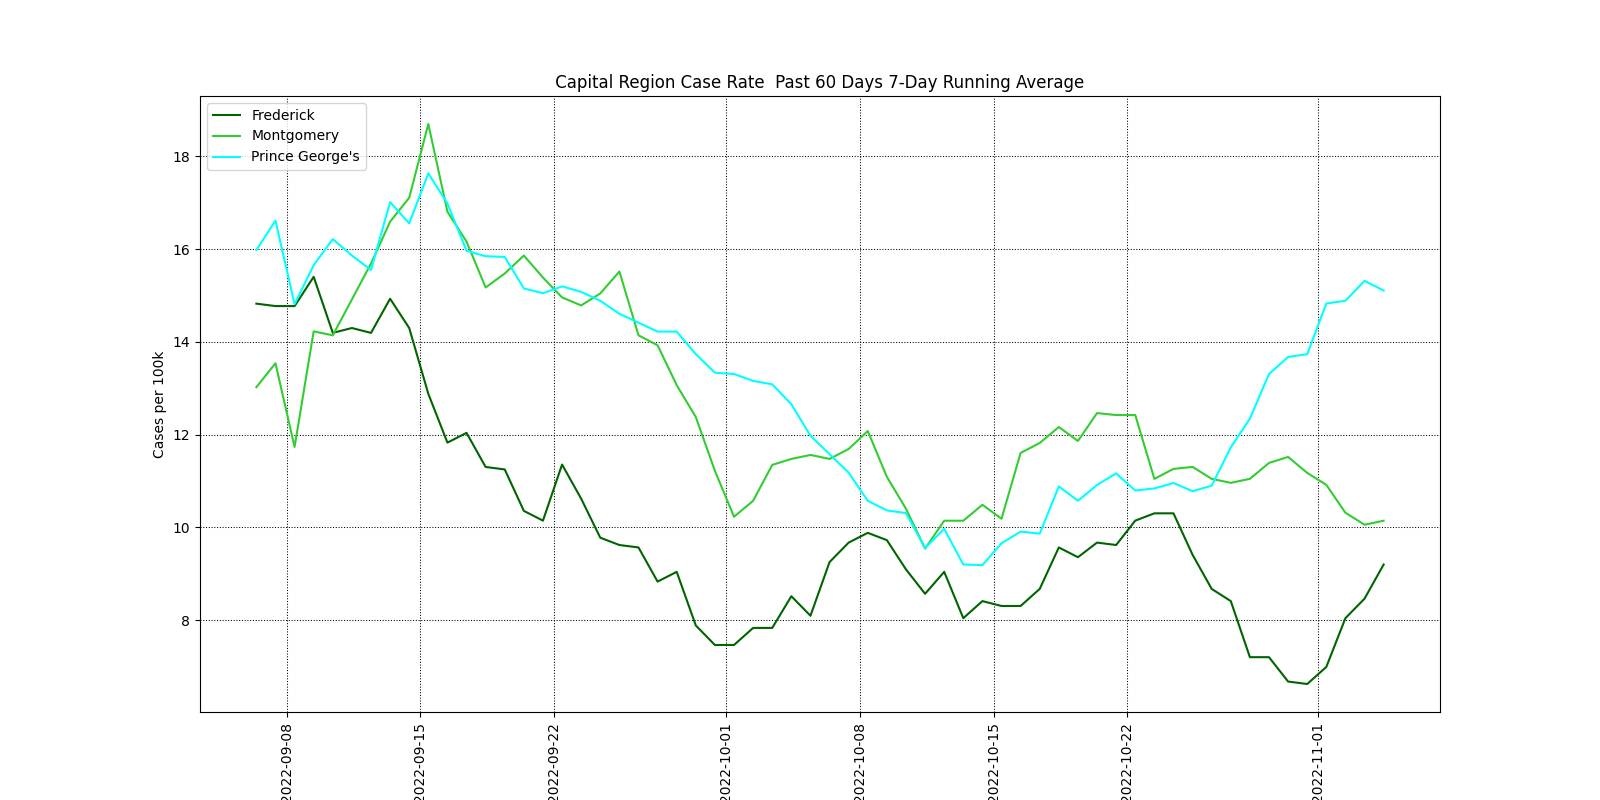 Capital Region Case Rate  Past 60 Days 7-Day Running Average
Frederick
Montgomery
Prince George's
Cases per 100k
18
16
14
12
10
8
2022-09-08
2022-09-15
2022-09-22
2022-10-01
2022-10-08
2022-10-15
2022-10-22
2022-11-01